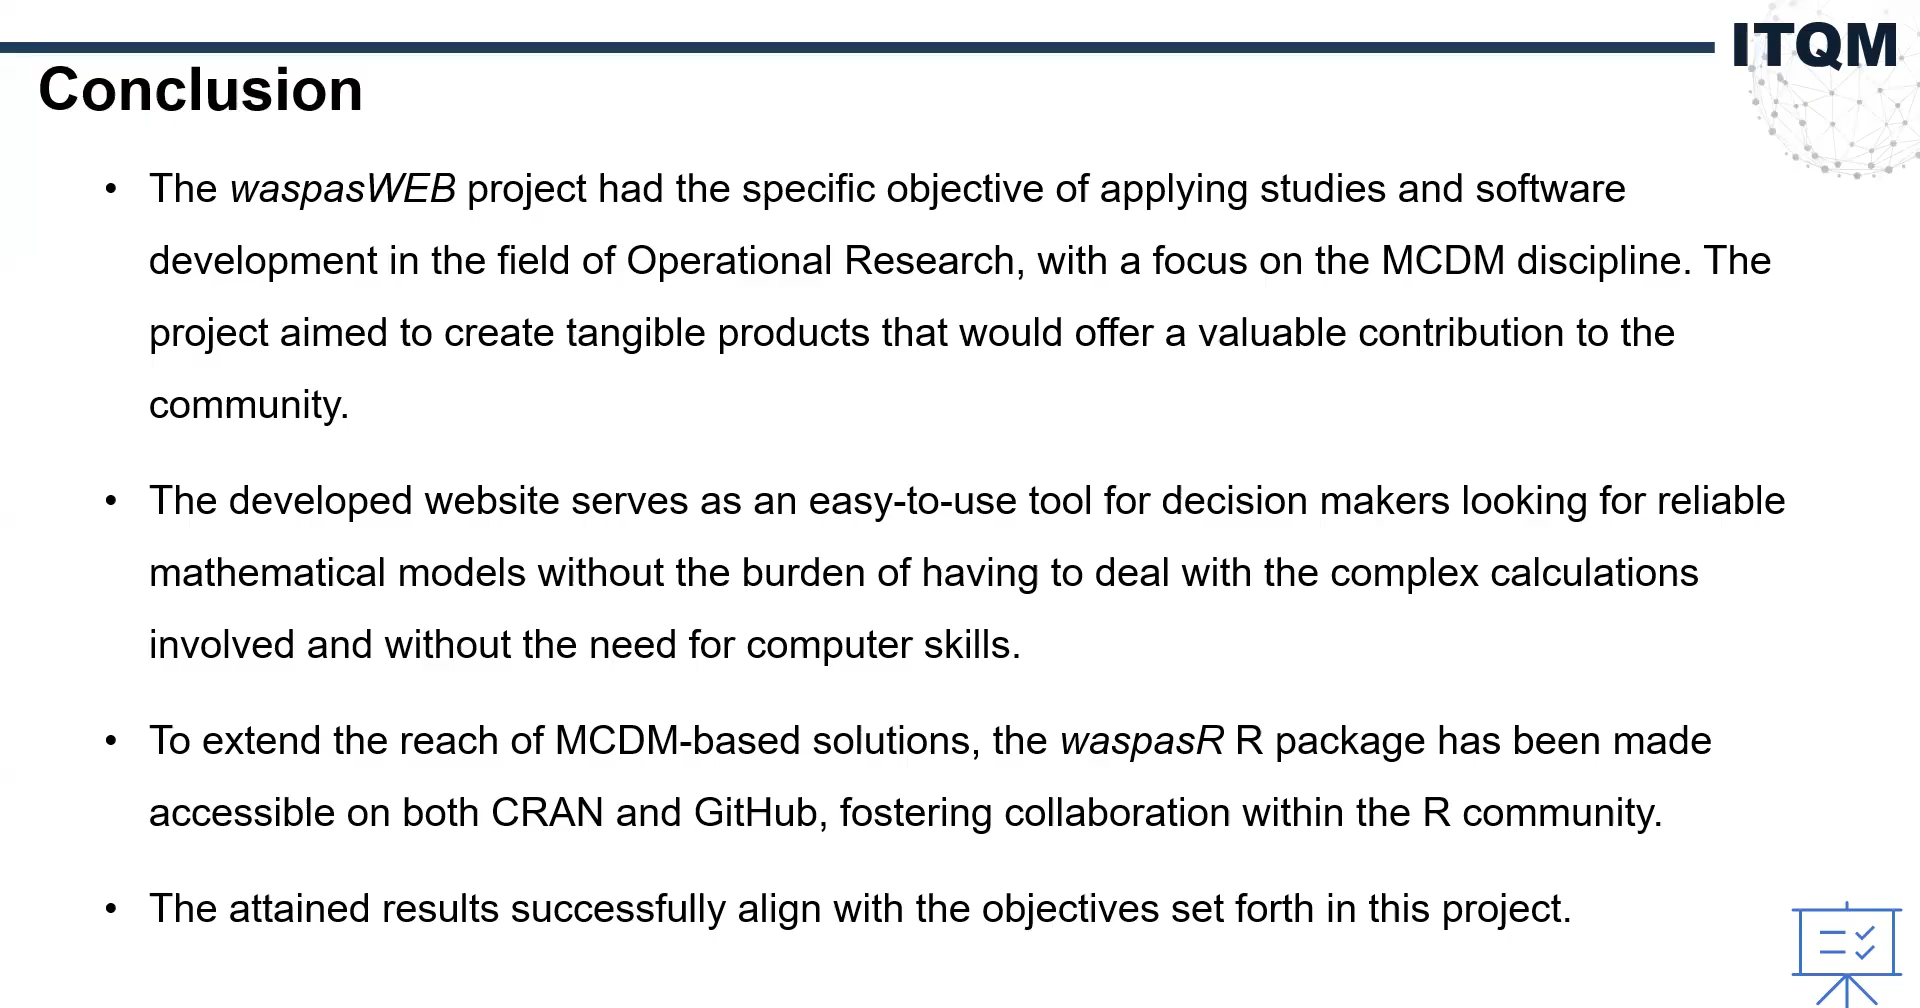 ITQM
Conclusion
• The waspasWEB project had the specific objective of applying studies and software
development in the field of Operational Research, with a focus on the MCDM discipline. The
project aimed to create tangible products that would offer a valuable contribution to the
community.
• The developed website serves as an easy-to-use tool for decision makers looking for reliable
mathematical models without the burden of having to deal with the complex calculations
involved and without the need for computer skills.
• To extend the reach of MCDM-based solutions, the waspasR R package has been made
accessible on both CRAN and GitHub, fostering collaboration within the R community.
• The attained results successfully align with the objectives set forth in this project.